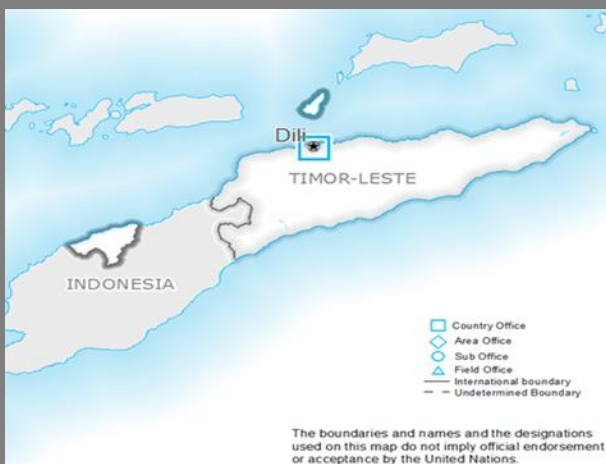 Dili
TIMOR-LESTE
INDONESIA
Country Office
Area Office
Sub Office
Field Office
International boundary
Undetermined Boundary
The boundaries and names and the designations
used on this map do not imply official endorsement
or acceptance by the United Nations.